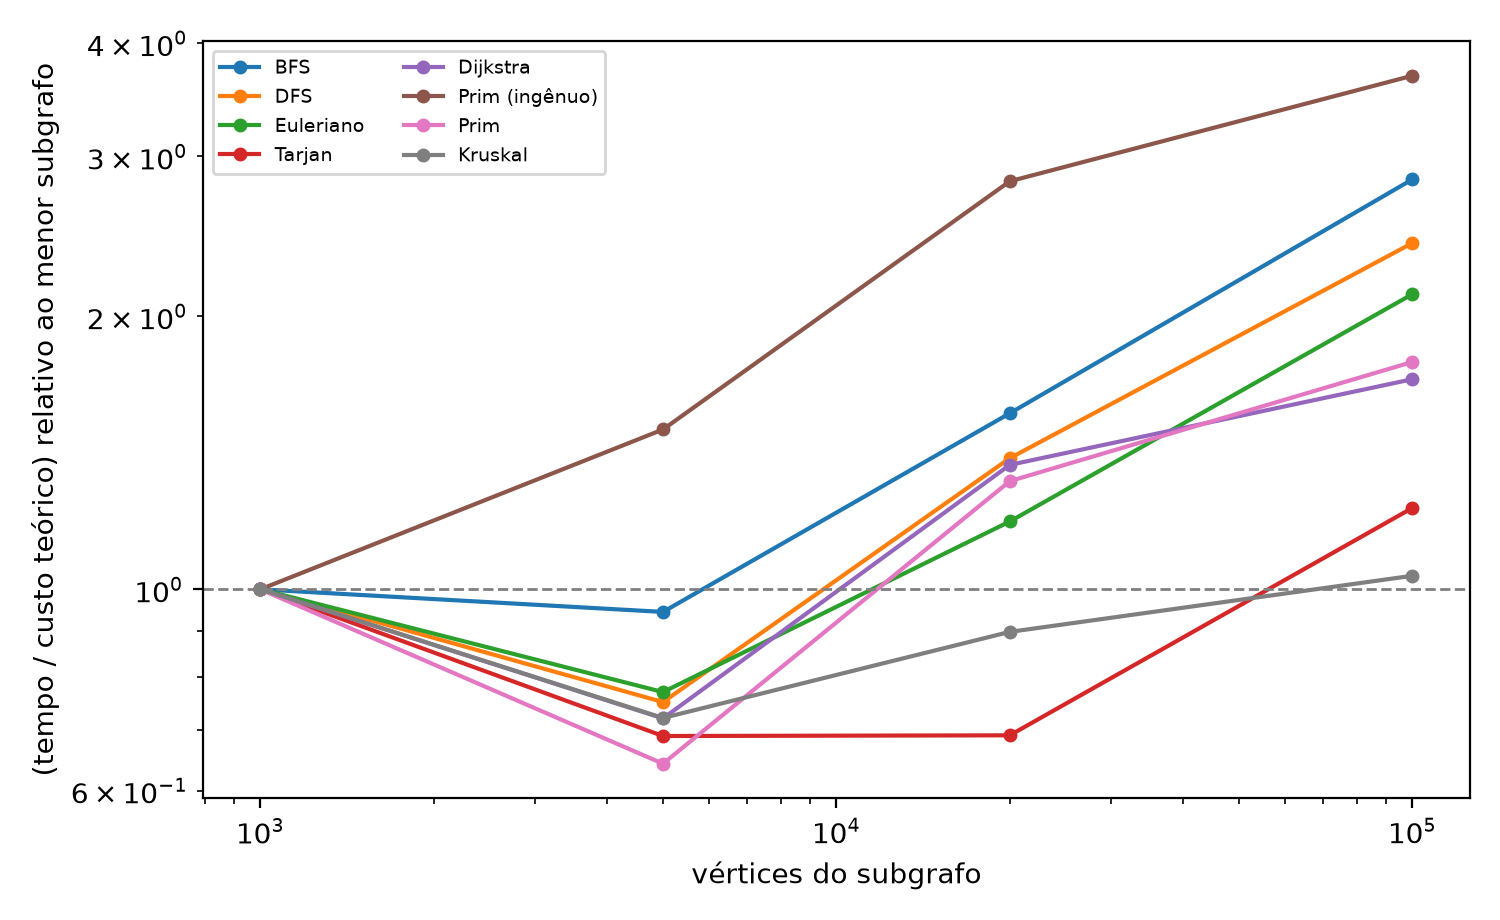 4 × 10⁰
3 × 10⁰
2 × 10⁰
10⁰
6 × 10⁻¹
(tempo / custo teórico) relativo ao menor subgrafo
BFS
DFS
Euleriano
Tarjan
Dijkstra
Prim (ingênuo)
Prim
Kruskal
10³
10⁴
10⁵
vértices do subgrafo